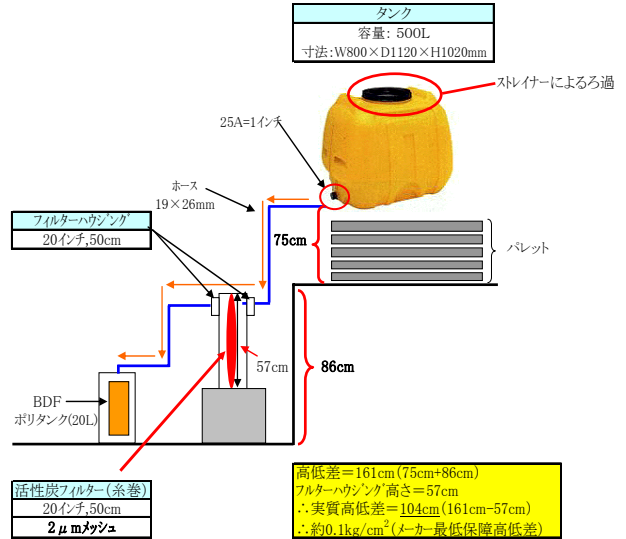 タンク
容量: 500L
寸法:W800×D1120×H1020mm
ストレイナーによるろ過
25A=1インチ
ホース
19×26mm
フィルターハウジング
20インチ,50cm
75cm
パレット
57cm
86cm
BDF
ポリタンク(20L)
活性炭フィルター(糸巻)
20インチ,50cm
2μmメッシュ
高低差=161cm(75cm+86cm)
フルターハウジング高さ=57cm
∴実質高低差=104cm(161cm-57cm)
∴約0.1kg/cm²(メーカー最低保障高低差)